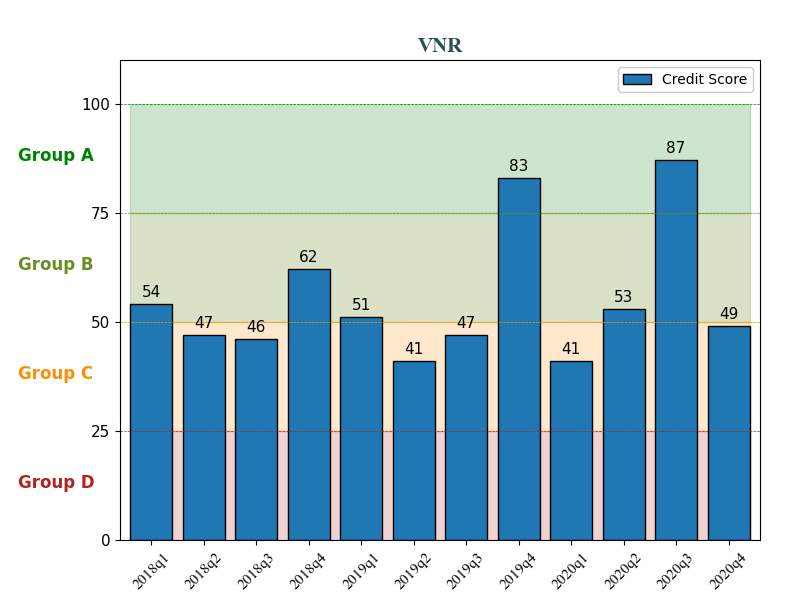 VNR
Credit Score
100
Group A
87
83
75
Group B
62
54
53
51
50
49
47
46
47
41
41
Group C
25
Group D
0
2018q1
2018q2
2018q3
2018q4
2019q1
2019q2
2019q3
2019q4
2020q1
2020q2
2020q3
2020q4